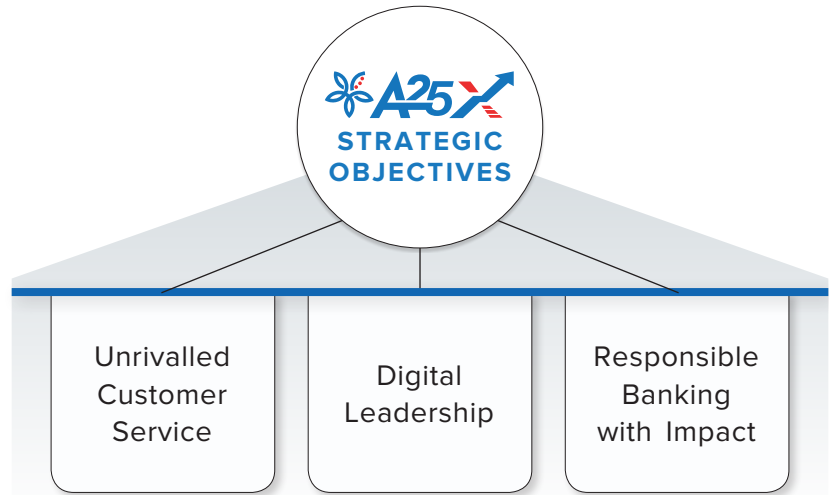 A25X
STRATEGIC
OBJECTIVES
Unrivalled
Customer
Service
Digital
Leadership
Responsible
Banking
with Impact